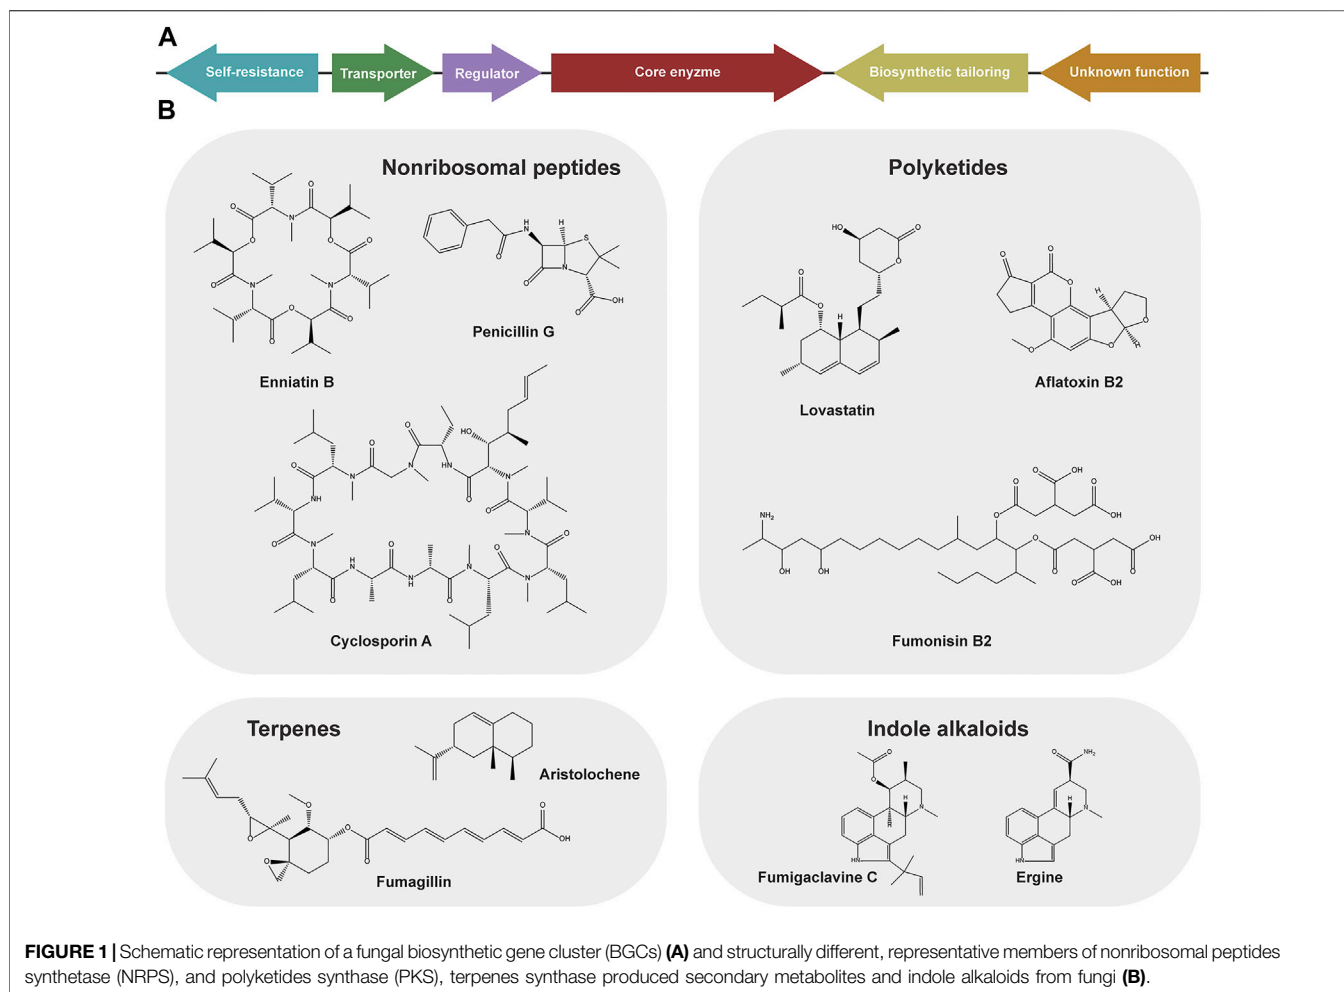 A
Self-resistance
Transporter
Regulator
Core enyzme
Biosynthetic tailoring
Unknown function
B
Nonribosomal peptides
Enniatin B
Penicillin G
Cyclosporin A
Polyketides
Lovastatin
Aflatoxin B2
Fumonisin B2
Terpenes
Aristolochene
Fumagillin
Indole alkaloids
Fumigaclavine C
Ergine
FIGURE 1 | Schematic representation of a fungal biosynthetic gene cluster (BGCs) (A) and structurally different, representative members of nonribosomal peptides
synthetase (NRPS), and polyketides synthase (PKS), terpenes synthase produced secondary metabolites and indole alkaloids from fungi (B).